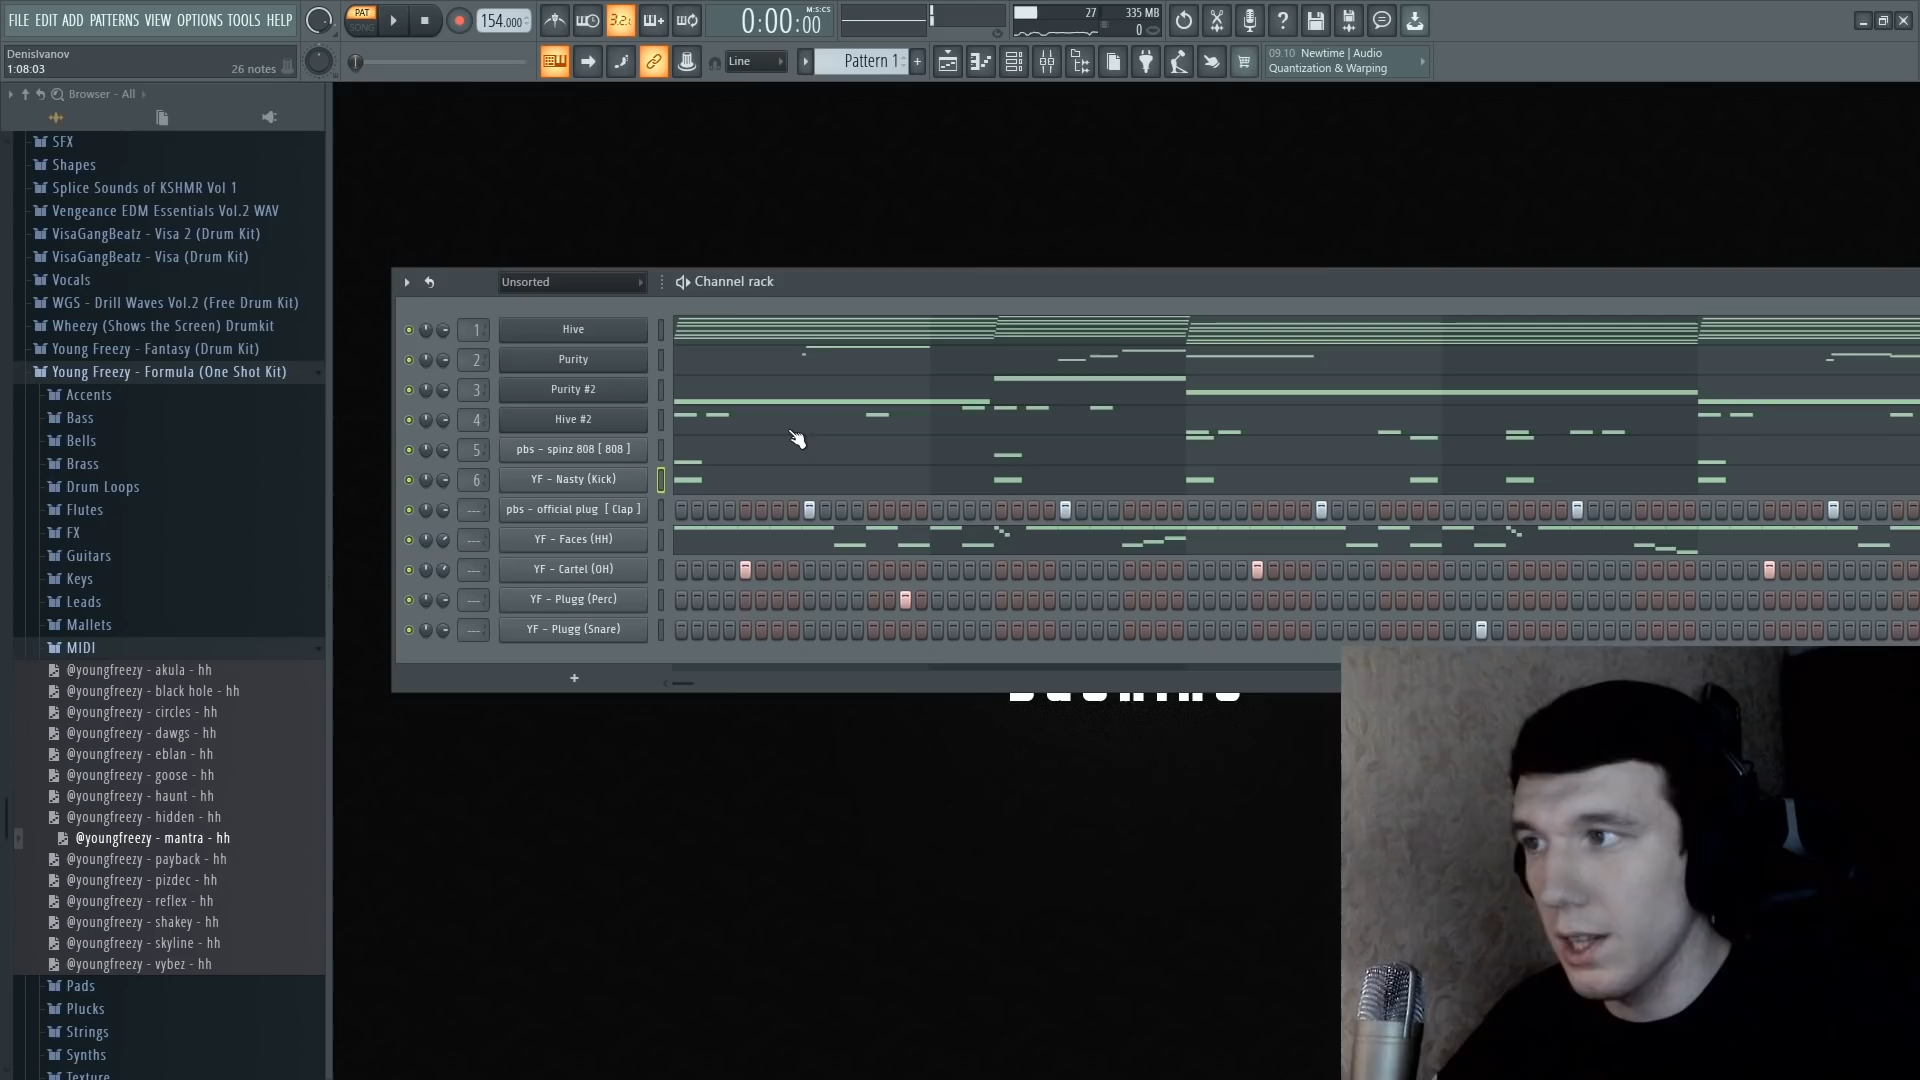 FILE EDIT ADD PATTERNS VIEW OPTIONS TOOLS HELP
PAT
SONG
154.000
3.2.
M:S:CS
0:00:00
27
335 MB
0
DenisIvanov
1:08:03
26 notes
Line
Pattern 1
+
09.10 Newtime | Audio
Quantization & Warping
Browser - All
SFX
Shapes
Splice Sounds of KSHMR Vol 1
Vengeance EDM Essentials Vol.2 WAV
VisaGangBeatz - Visa 2 (Drum Kit)
VisaGangBeatz - Visa (Drum Kit)
Vocals
WGS - Drill Waves Vol.2 (Free Drum Kit)
Wheezy (Shows the Screen) Drumkit
Young Freezy - Fantasy (Drum Kit)
Young Freezy - Formula (One Shot Kit)
Accents
Bass
Bells
Brass
Drum Loops
Flutes
FX
Guitars
Keys
Leads
Mallets
MIDI
@youngfreezy - akula - hh
@youngfreezy - black hole - hh
@youngfreezy - circles - hh
@youngfreezy - dawgs - hh
@youngfreezy - eblan - hh
@youngfreezy - goose - hh
@youngfreezy - haunt - hh
@youngfreezy - hidden - hh
@youngfreezy - mantra - hh
@youngfreezy - payback - hh
@youngfreezy - pizdec - hh
@youngfreezy - reflex - hh
@youngfreezy - shakey - hh
@youngfreezy - skyline - hh
@youngfreezy - vybez - hh
Pads
Plucks
Strings
Synths
Texture
Unsorted
Channel rack
1 Hive
2 Purity
3 Purity #2
4 Hive #2
5 pbs - spinz 808 [ 808 ]
6 YF - Nasty (Kick)
--- pbs - official plug [ Clap ]
--- YF - Faces (HH)
--- YF - Cartel (OH)
--- YF - Plugg (Perc)
--- YF - Plugg (Snare)
+